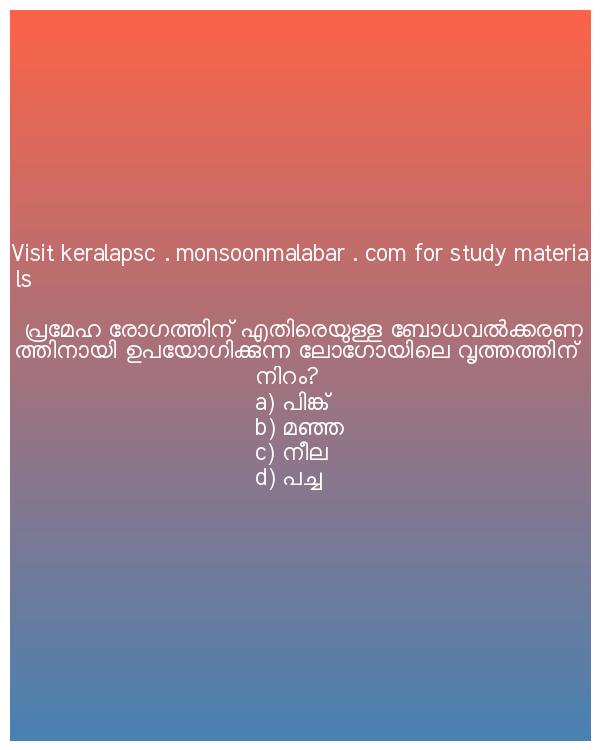 Visit keralapsc . monsoonmalabar . com for study materia
ls
പ്രമേഹ രോഗത്തിന് എതിരെയുള്ള ബോധവൽക്കരണ
ത്തിനായി ഉപയോഗിക്കുന്ന ലോഗോയിലെ വൃത്തത്തിന്
നിറം?
a) പിങ്ക്
b) മഞ്ഞ
c) നീല
d) പച്ച